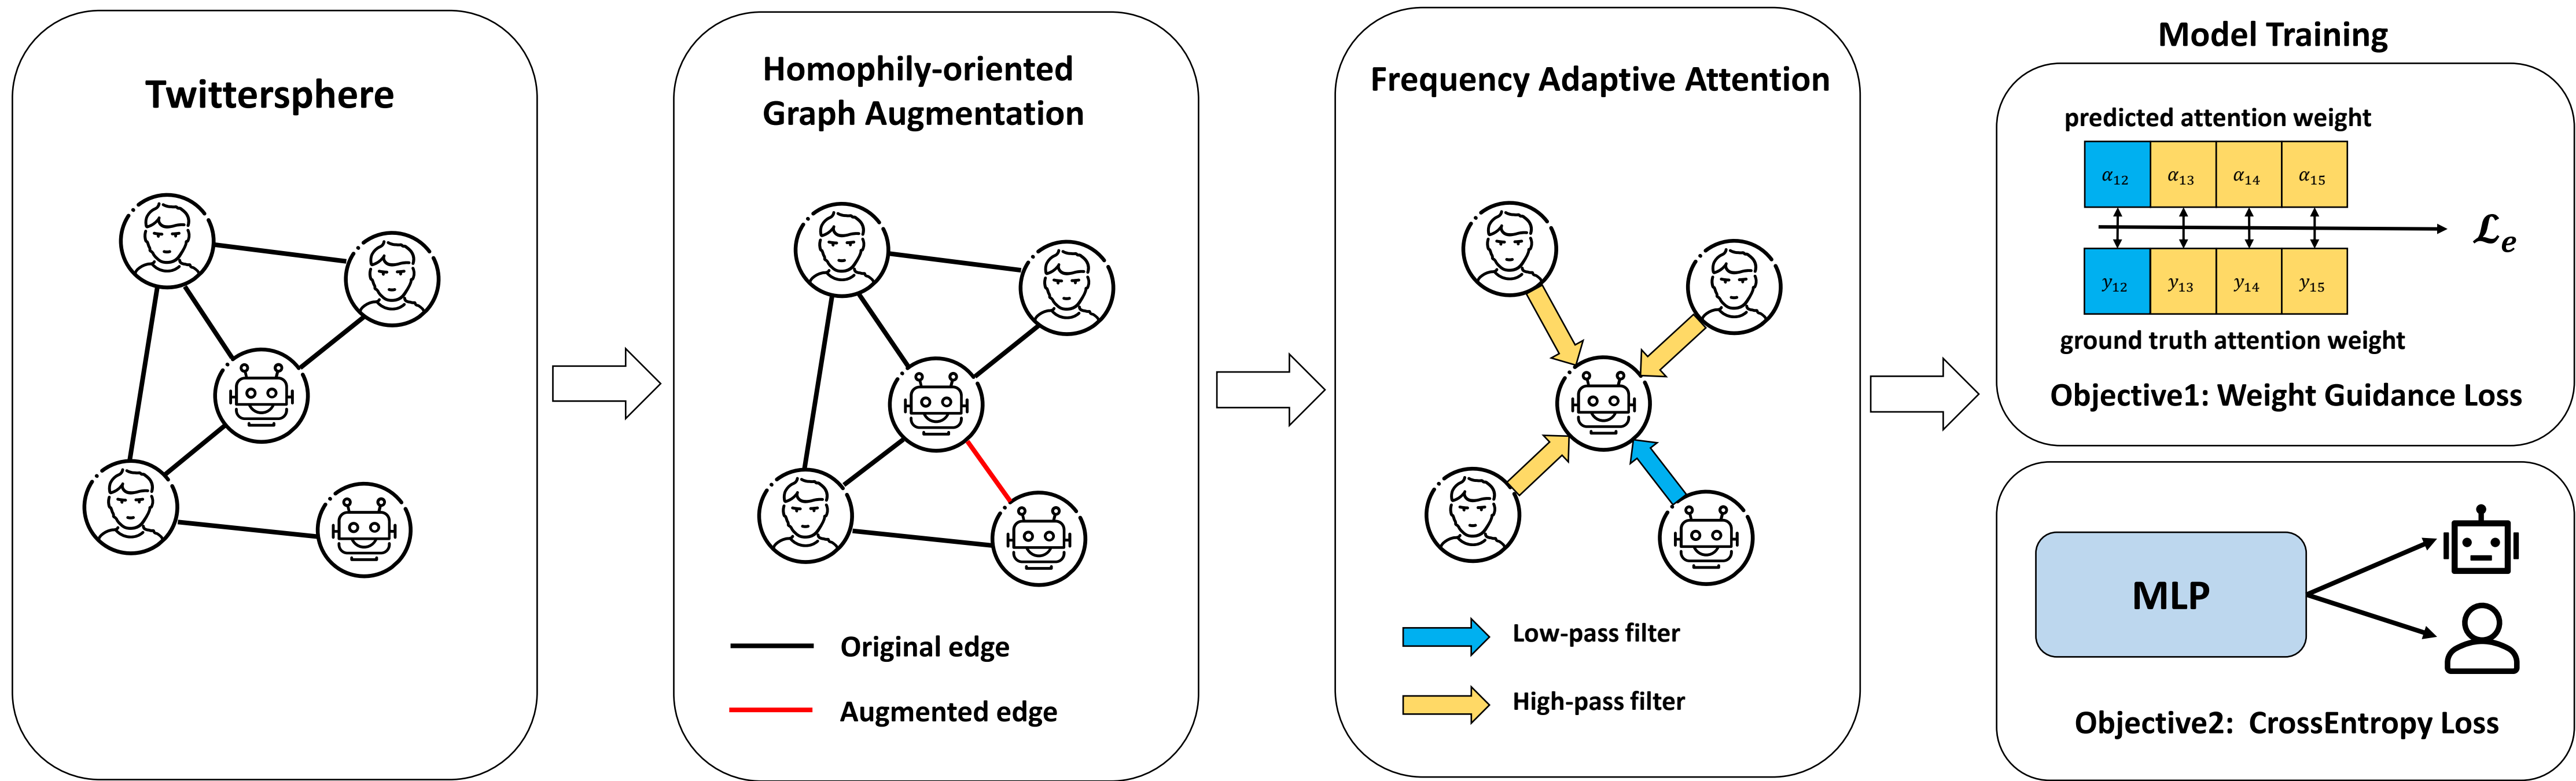 Twittersphere
Homophily-oriented
Graph Augmentation
Original edge
Augmented edge
Frequency Adaptive Attention
Low-pass filter
High-pass filter
Model Training
predicted attention weight
α12 α13 α14 α15
ℒe
y12 y13 y14 y15
ground truth attention weight
Objective1: Weight Guidance Loss
MLP
Objective2: CrossEntropy Loss